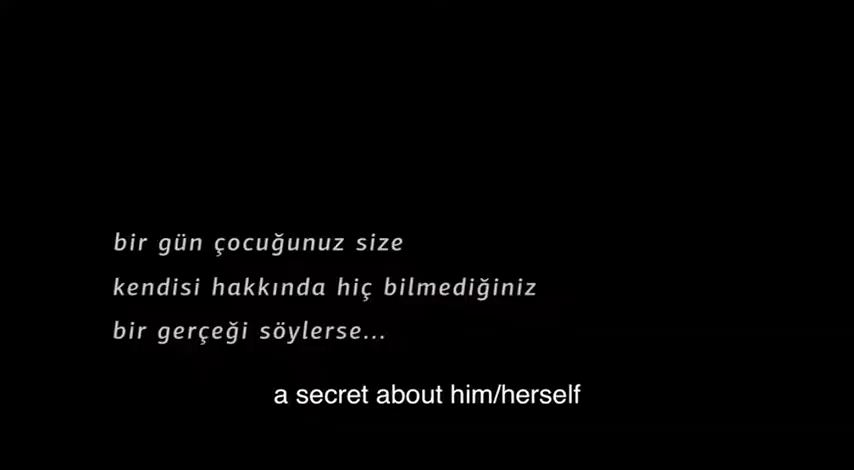 bir gün çocuğunuz size
kendisi hakkında hiç bilmediğiniz
bir gerçeği söylerse...
a secret about him/herself